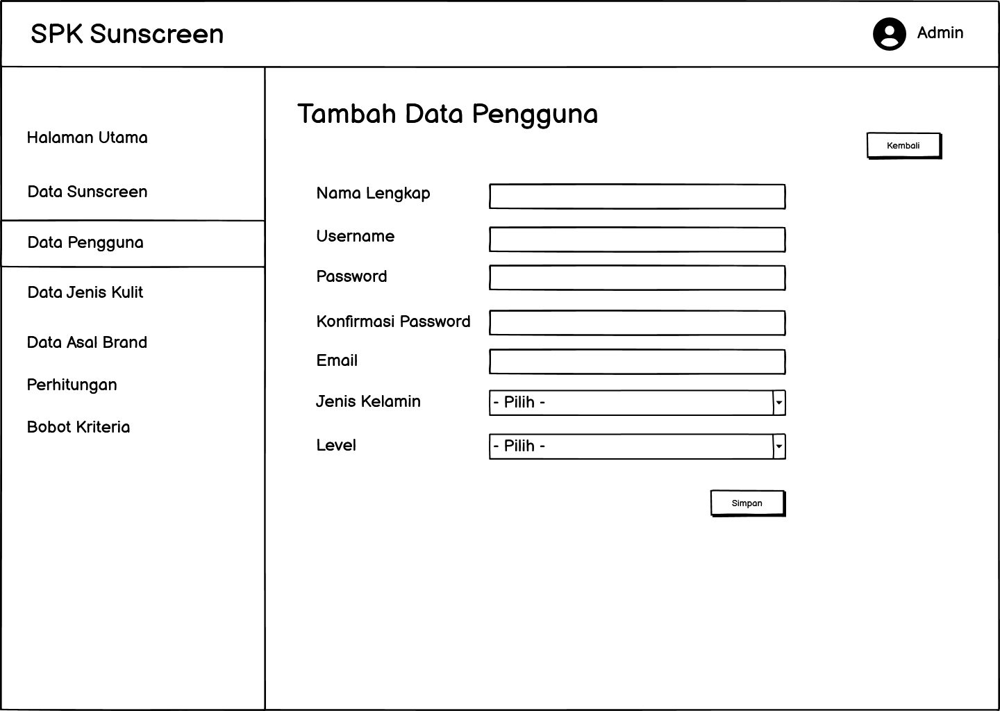 SPK Sunscreen
Admin
Halaman Utama
Data Sunscreen
Data Pengguna
Data Jenis Kulit
Data Asal Brand
Perhitungan
Bobot Kriteria
Tambah Data Pengguna
Kembali
Nama Lengkap
Username
Password
Konfirmasi Password
Email
Jenis Kelamin
- Pilih -
Level
- Pilih -
Simpan